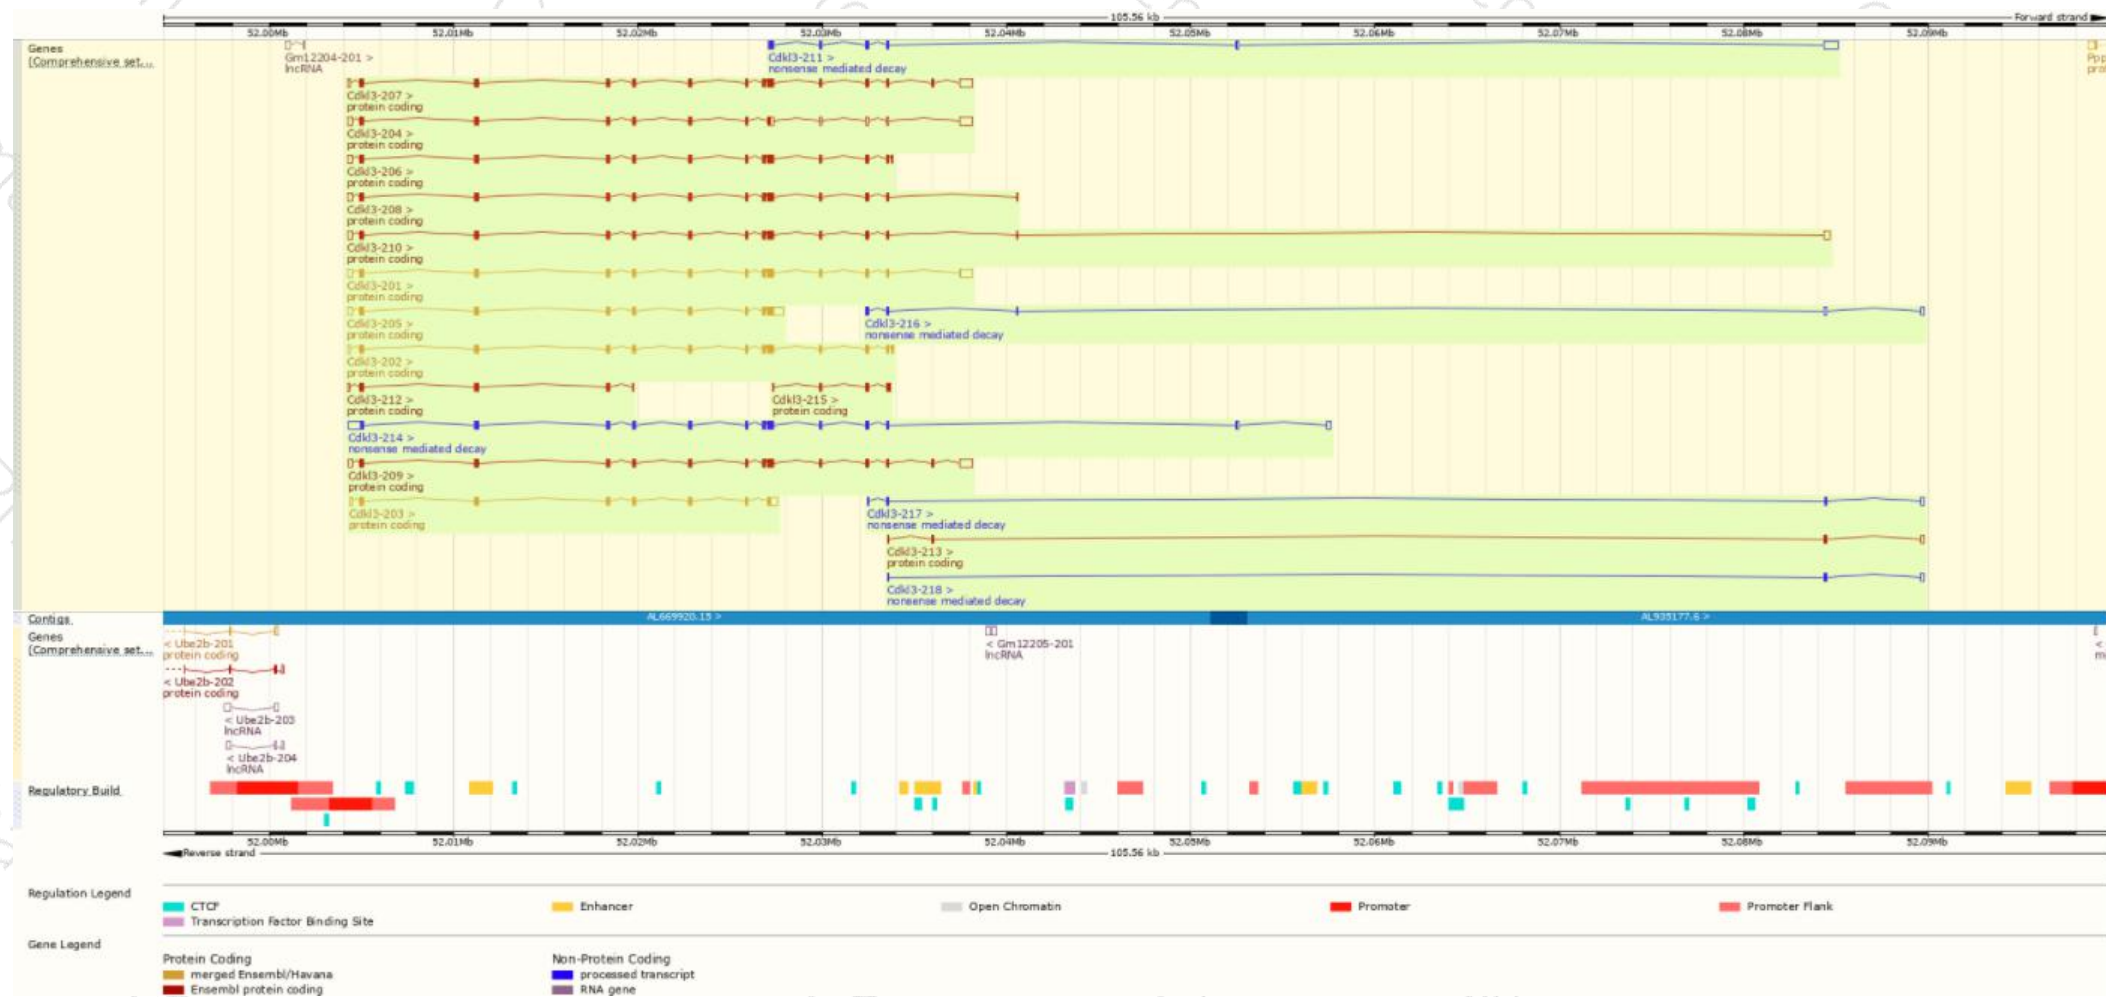 105.56 kb
Forward strand
52.00Mb 52.01Mb 52.02Mb 52.03Mb 52.04Mb 52.05Mb 52.06Mb 52.07Mb 52.08Mb 52.09Mb
Genes
(Comprehensive set...
Gm12204-201 >
lncRNA
Cdkl3-211 >
nonsense mediated decay
Cdkl3-207 >
protein coding
Cdkl3-204 >
protein coding
Cdkl3-206 >
protein coding
Cdkl3-208 >
protein coding
Cdkl3-210 >
protein coding
Cdkl3-201 >
protein coding
Cdkl3-205 >
protein coding
Cdkl3-216 >
nonsense mediated decay
Cdkl3-202 >
protein coding
Cdkl3-212 >
protein coding
Cdkl3-215 >
protein coding
Cdkl3-214 >
nonsense mediated decay
Cdkl3-209 >
protein coding
Cdkl3-203 >
protein coding
Cdkl3-217 >
nonsense mediated decay
Cdkl3-213 >
protein coding
Cdkl3-218 >
nonsense mediated decay
Contigs
AL669920.15 >
AL935177.6 >
Genes
(Comprehensive set...
< Ube2b-201
protein coding
< Ube2b-202
protein coding
< Ube2b-203
lncRNA
< Ube2b-204
lncRNA
< Gm12205-201
lncRNA
Regulatory Build
52.00Mb 52.01Mb 52.02Mb 52.03Mb 52.04Mb 52.05Mb 52.06Mb 52.07Mb 52.08Mb 52.09Mb
Reverse strand
105.56 kb
Regulation Legend
CTCF
Enhancer
Open Chromatin
Promoter
Promoter Flank
Transcription Factor Binding Site
Gene Legend
Protein Coding
Non-Protein Coding
merged Ensembl/Havana
processed transcript
Ensembl protein coding
RNA gene